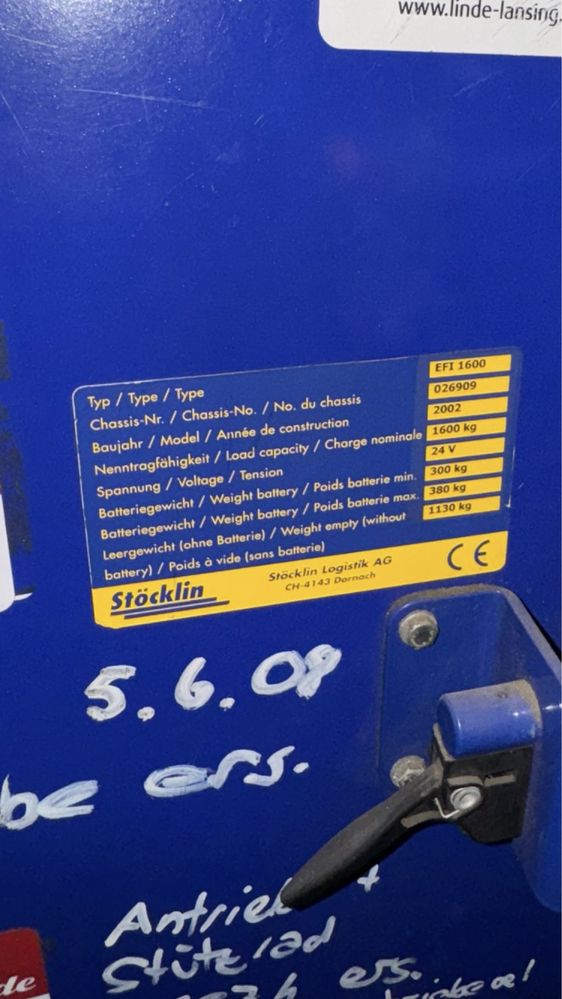 www.linde-lansing.
Typ / Type / Type EFI 1600
Chassis-Nr. / Chassis-No. / No. du chassis 026909
Baujahr / Model / Année de construction 2002
Nenntragfähigkeit / Load capacity / Charge nominale 1600 kg
Spannung / Voltage / Tension 24 V
Batteriegewicht / Weight battery / Poids batterie min. 300 kg
Batteriegewicht / Weight battery / Poids batterie max. 380 kg
Leergewicht (ohne Batterie) / Weight empty (without 1130 kg
battery) / Poids à vide (sans batterie)
Stöcklin
Stöcklin Logistik AG
CH-4143 Dornach
CE
be ers.
Antrieb +
Stützrad
ers.
de